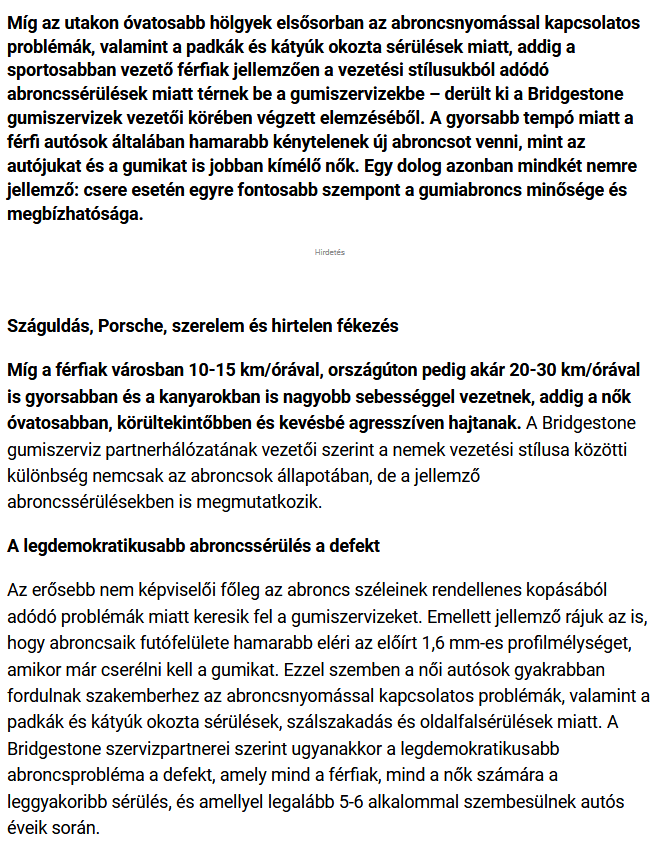 Míg az utakon óvatosabb hölgyek elsősorban az abroncsnyomással kapcsolatos
problémák, valamint a padkák és kátyúk okozta sérülések miatt, addig a
sportosabban vezető férfiak jellemzően a vezetési stílusukból adódó
abroncssérülések miatt térnek be a gumiszervizekbe – derült ki a Bridgestone
gumiszervizek vezetői körében végzett elemzéséből. A gyorsabb tempó miatt a
férfi autósok általában hamarabb kénytelenek új abroncsot venni, mint az
autójukat és a gumikat is jobban kímélő nők. Egy dolog azonban mindkét nemre
jellemző: csere esetén egyre fontosabb szempont a gumiabroncs minősége és
megbízhatósága.
Hirdetés
Száguldás, Porsche, szerelem és hirtelen fékezés
Míg a férfiak városban 10-15 km/órával, országúton pedig akár 20-30 km/órával
is gyorsabban és a kanyarokban is nagyobb sebességgel vezetnek, addig a nők
óvatosabban, körültekintőbben és kevésbé agresszíven hajtanak. A Bridgestone
gumiszerviz partnerhálózatának vezetői szerint a nemek vezetési stílusa közötti
különbség nemcsak az abroncsok állapotában, de a jellemző
abroncssérülésekben is megmutatkozik.
A legdemokratikusabb abroncssérülés a defekt
Az erősebb nem képviselői főleg az abroncs széleinek rendellenes kopásából
adódó problémák miatt keresik fel a gumiszervizeket. Emellett jellemző rájuk az is,
hogy abroncsaik futófelülete hamarabb eléri az előírt 1,6 mm-es profilmélységet,
amikor már cserélni kell a gumikat. Ezzel szemben a női autósok gyakrabban
fordulnak szakemberhez az abroncsnyomással kapcsolatos problémák, valamint a
padkák és kátyúk okozta sérülések, szálszakadás és oldalfalsérülések miatt. A
Bridgestone szervizpartnerei szerint ugyanakkor a legdemokratikusabb
abroncsprobléma a defekt, amely mind a férfiak, mind a nők számára a
leggyakoribb sérülés, és amellyel legalább 5-6 alkalommal szembesülnek autós
éveik során.